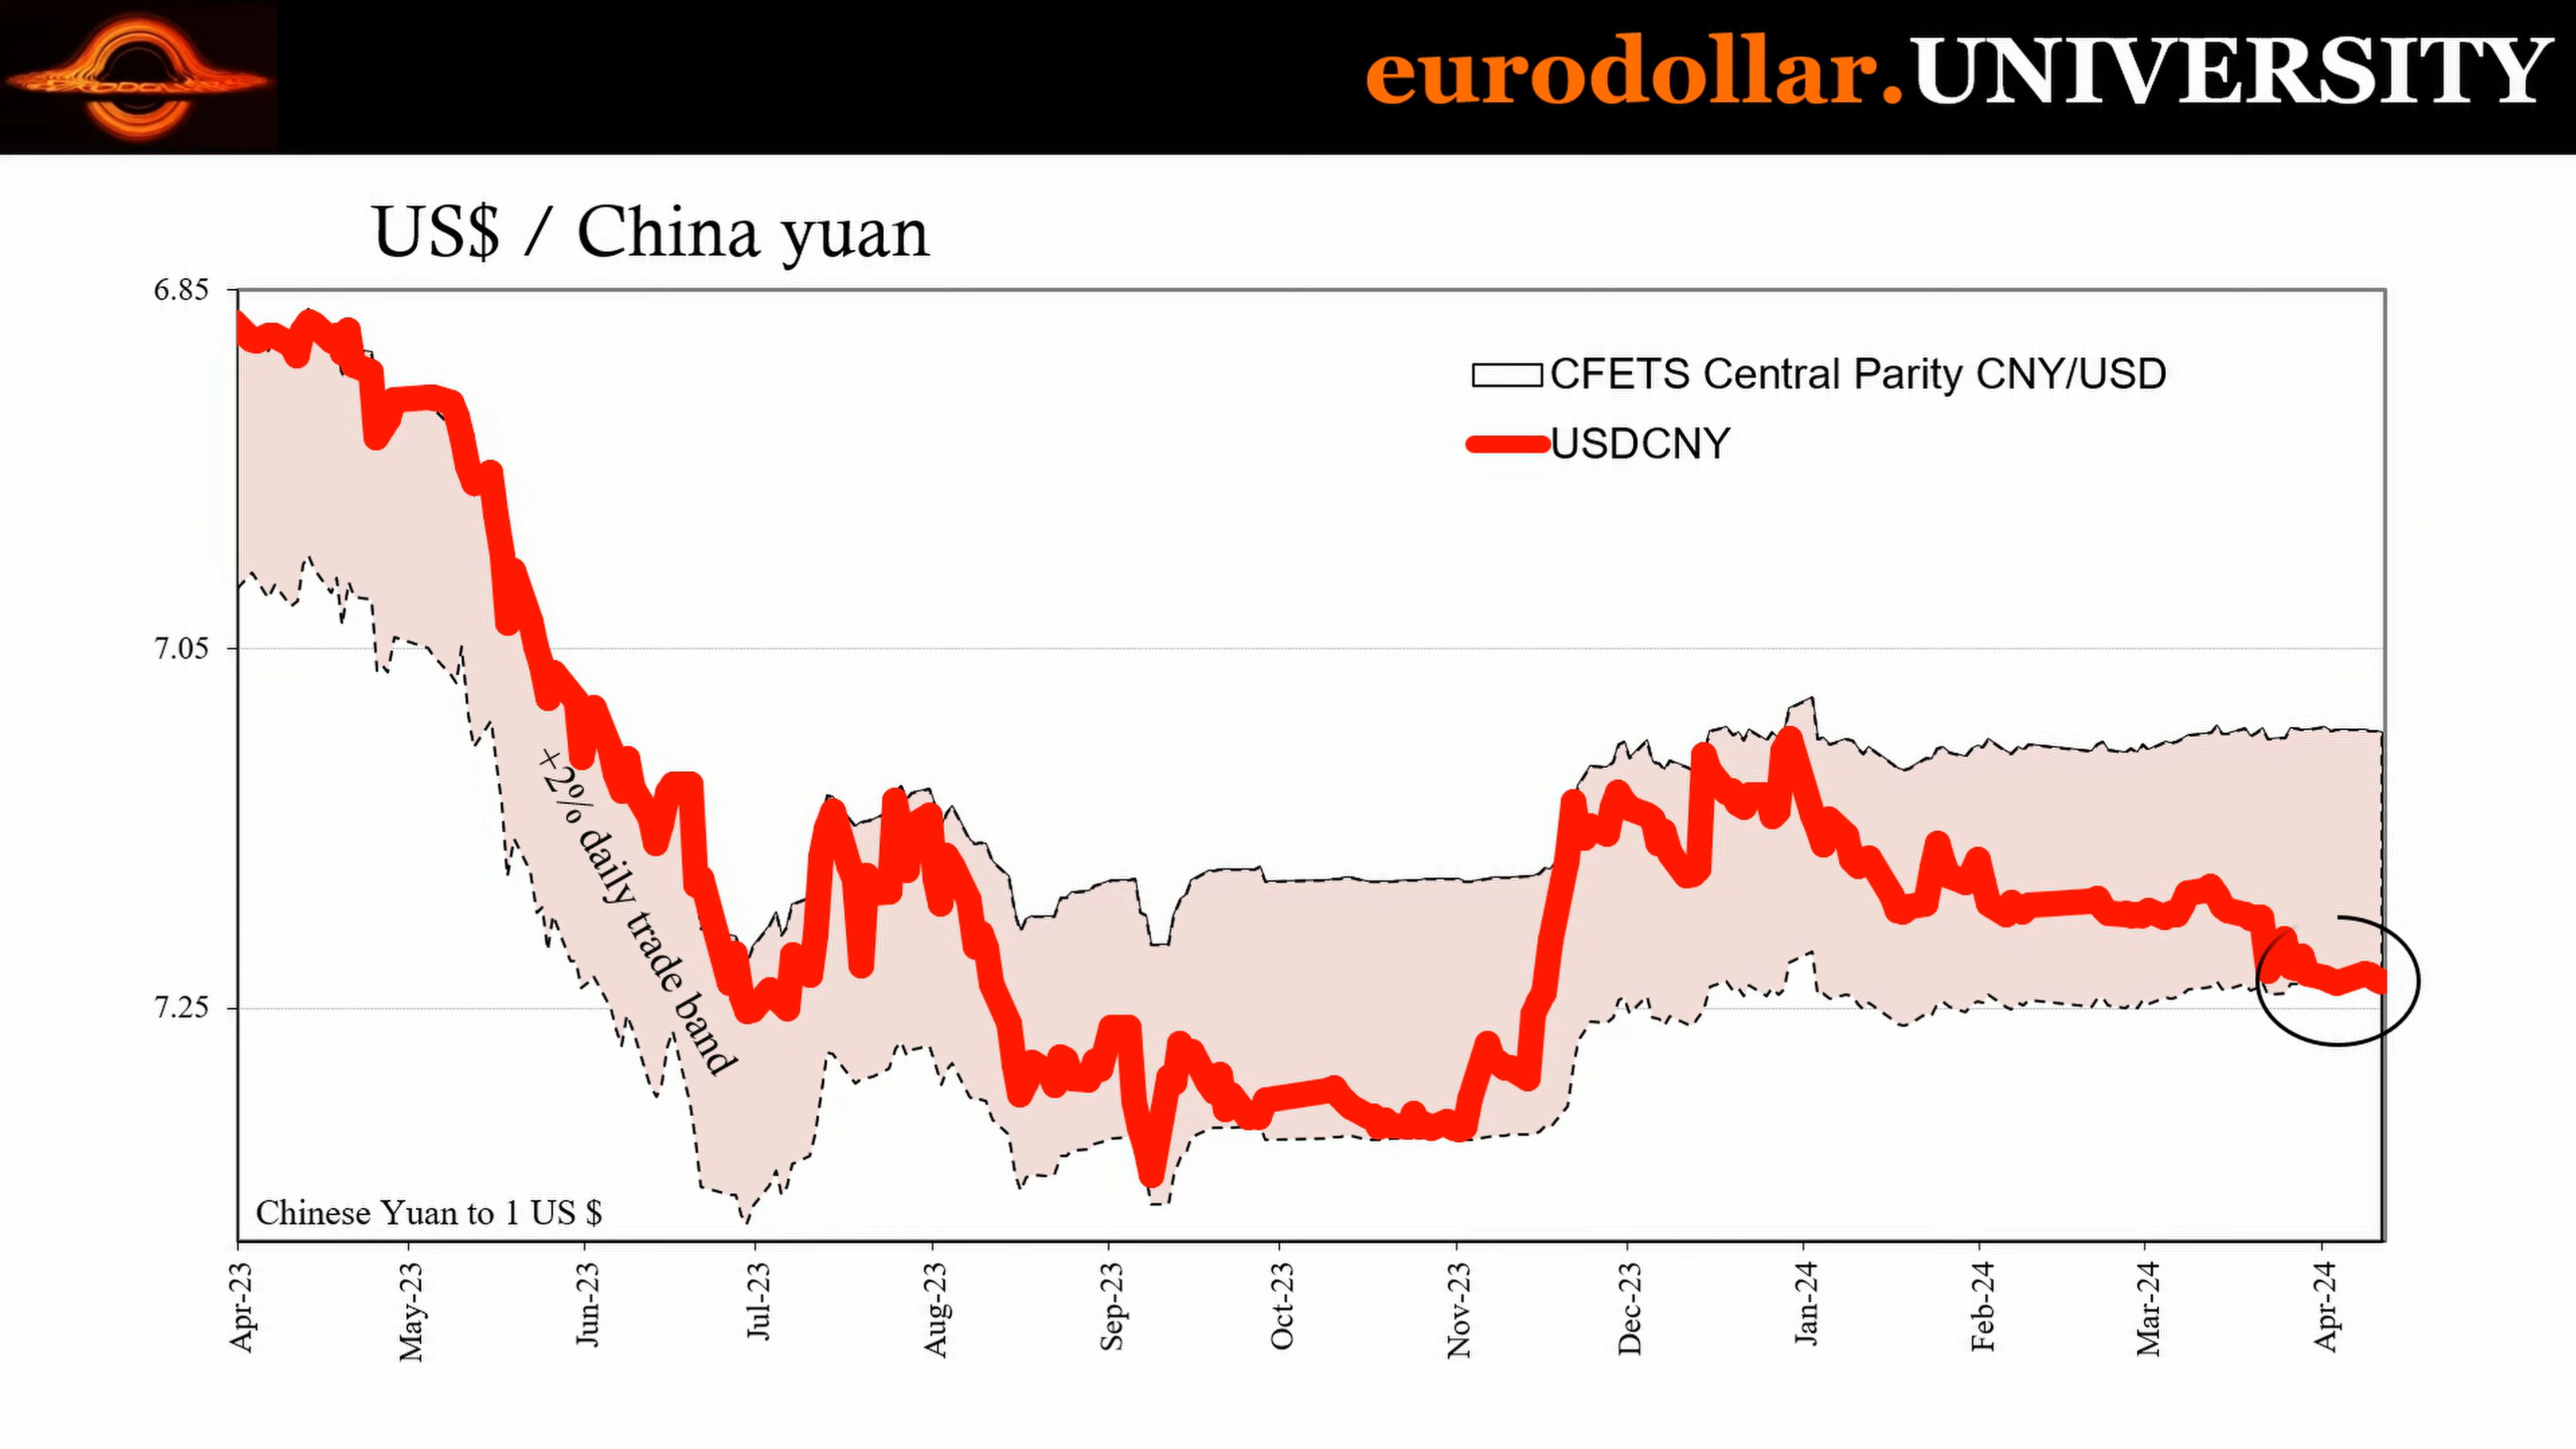 eurodollar.UNIVERSITY
EURODOLLAR
US$ / China yuan
6.85
7.05
7.25
CFETS Central Parity CNY/USD
USDCNY
+2% daily trade band
Chinese Yuan to 1 US $
Apr-23
May-23
Jun-23
Jul-23
Aug-23
Sep-23
Oct-23
Nov-23
Dec-23
Jan-24
Feb-24
Mar-24
Apr-24